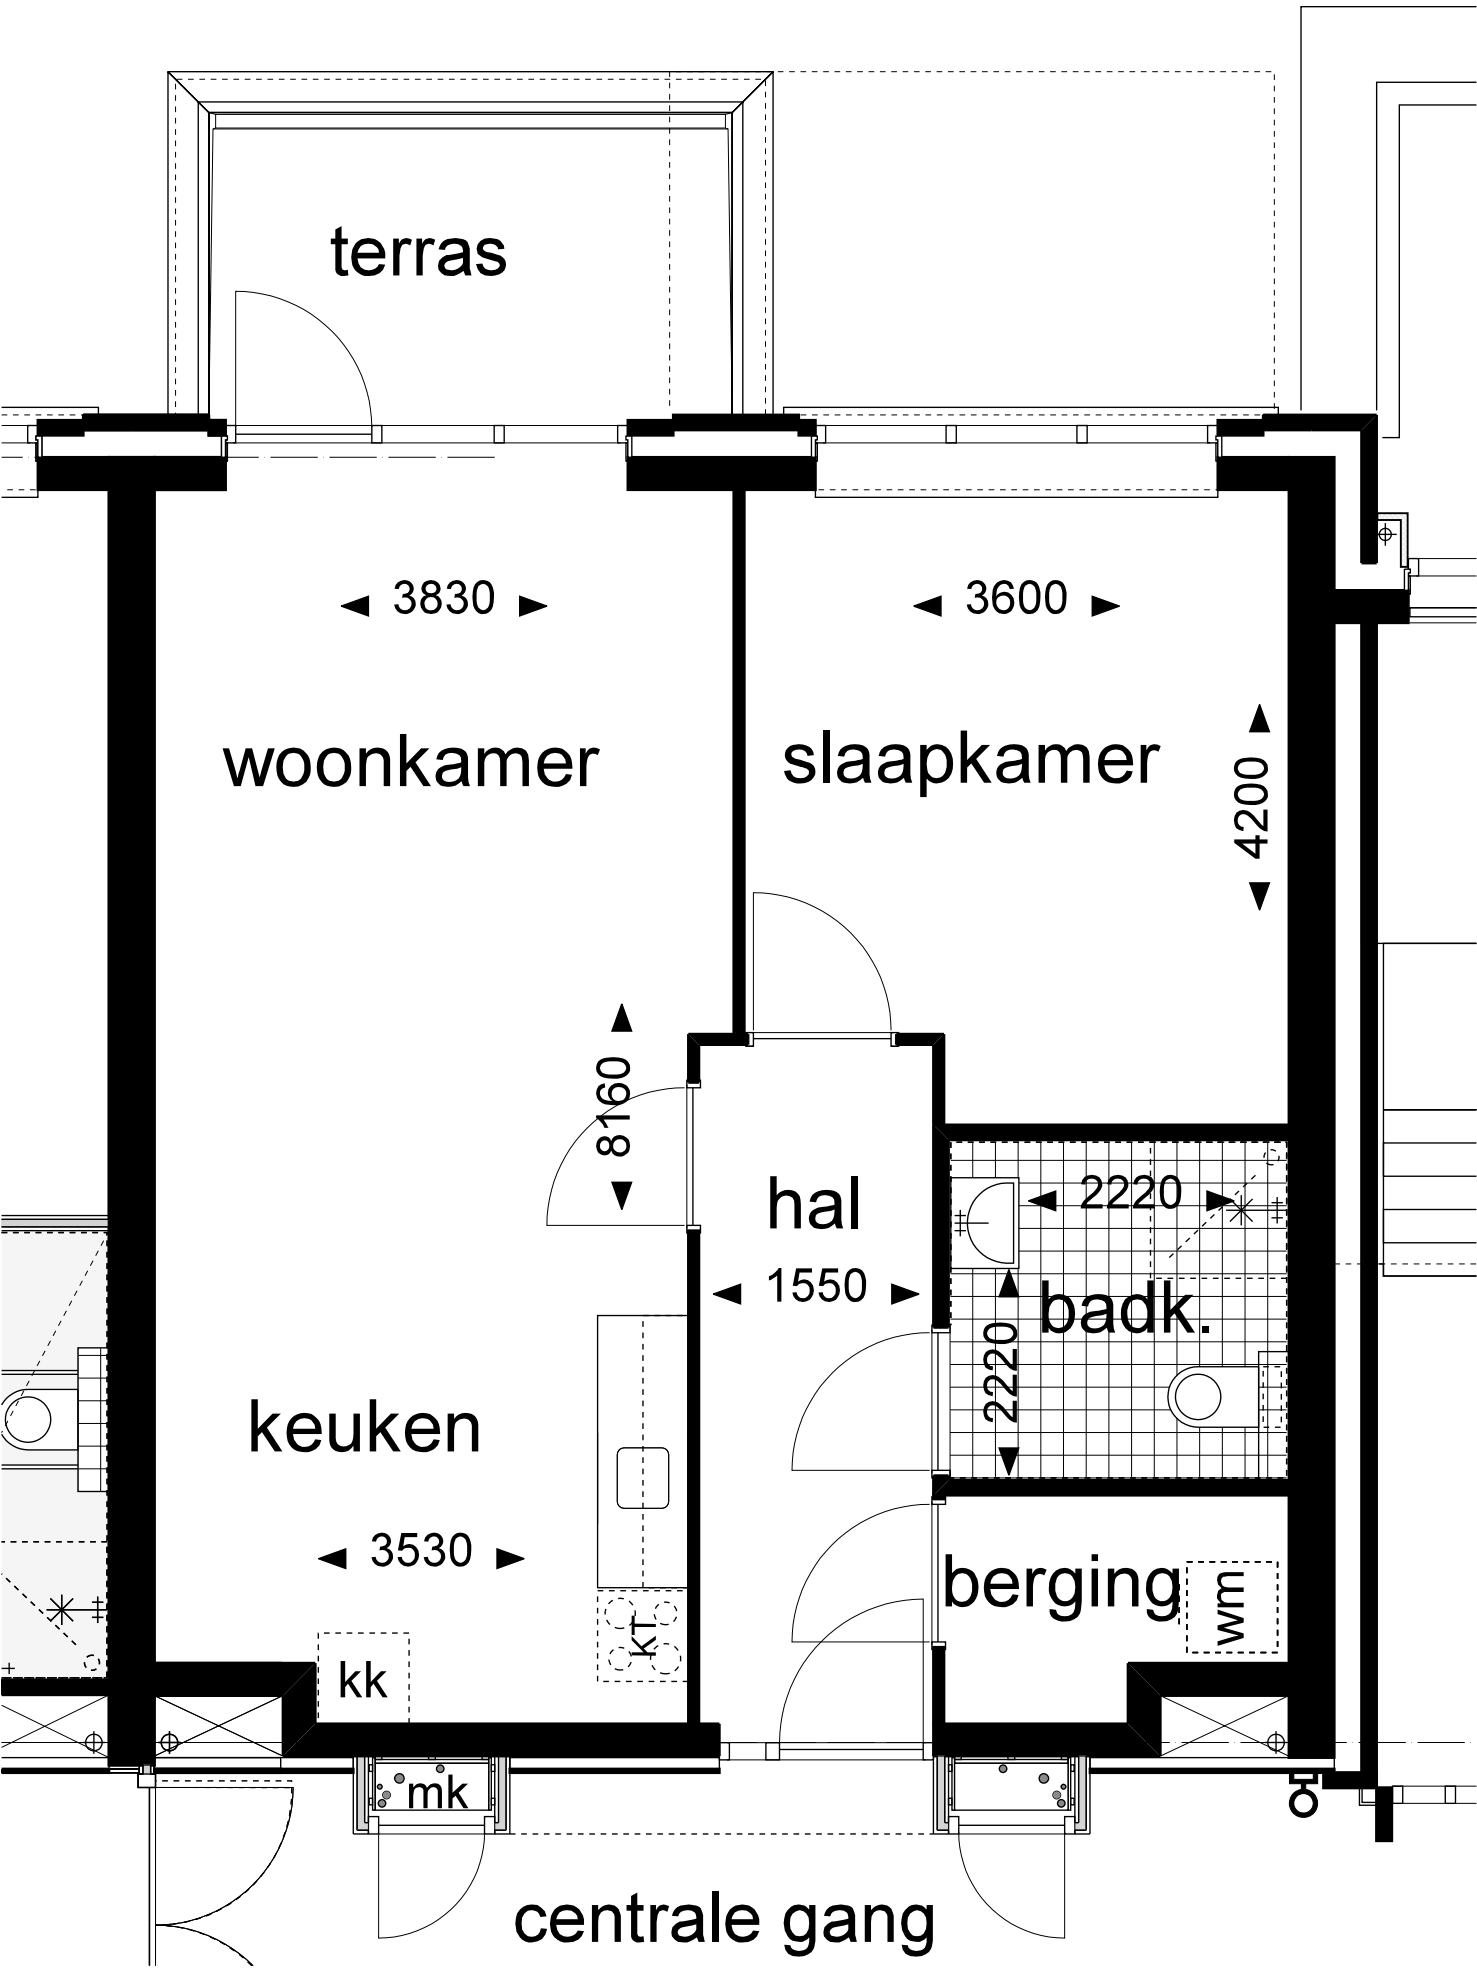 terras
3830
3600
woonkamer
slaapkamer
4200
8160
hal
2220
1550
badk.
2220
keuken
3530
berging
wm
KT
kk
mk
centrale gang